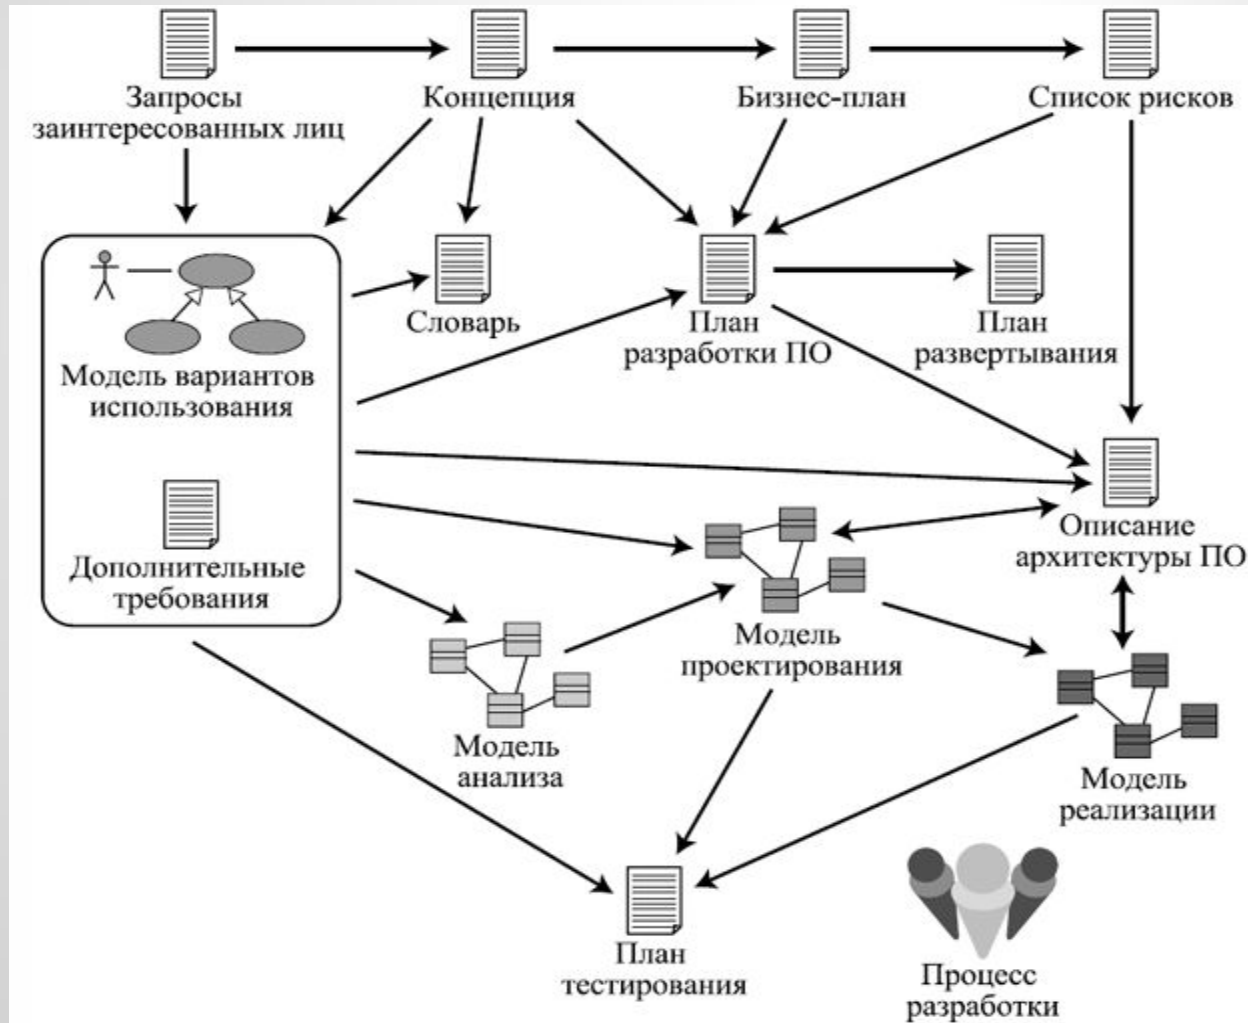 Запросы
заинтересованных лиц
Концепция
Бизнес-план
Список рисков
Модель вариантов
использования
Словарь
План
разработки ПО
План
развертывания
Дополнительные
требования
Описание
архитектуры ПО
Модель
проектирования
Модель
анализа
Модель
реализации
План
тестирования
Процесс
разработки